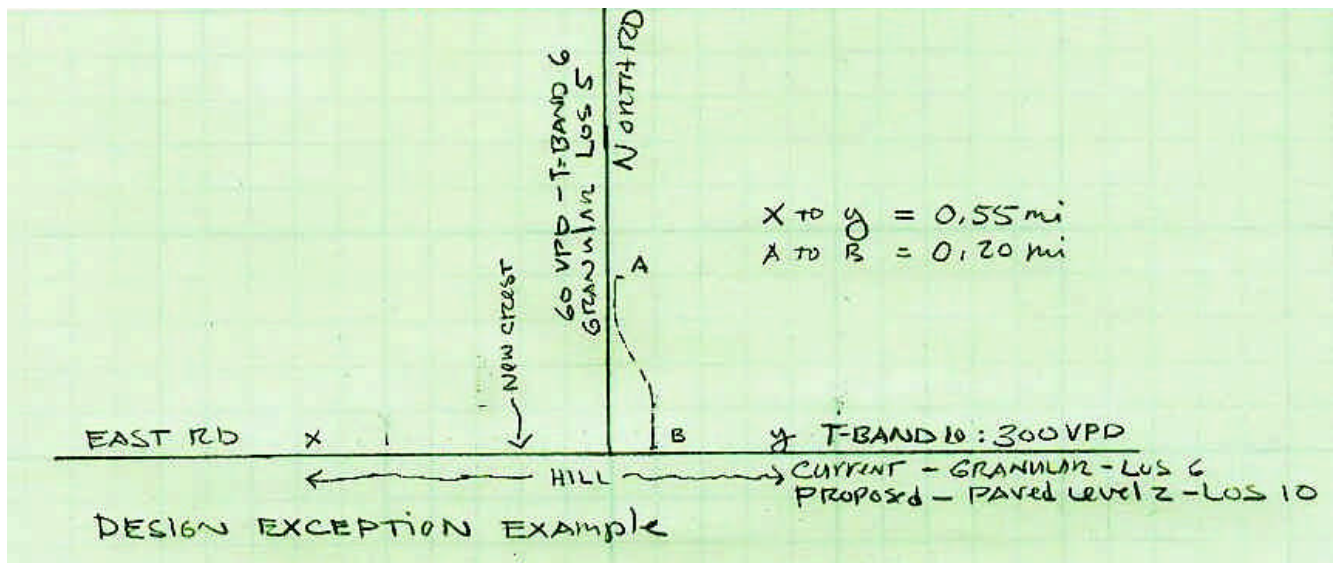 NORTH RD
60 VPD - T-BAND 6
GRANULAR LOS 5
X TO y = 0.55 mi
A TO B = 0.20 mi
A
NEW CREST
EAST RD X B y T-BAND 10 : 300 VPD
HILL
CURRENT - GRANULAR - LOS 6
PROPOSED - PAVED Level 2 - LOS 10
DESIGN EXCEPTION EXAMPle